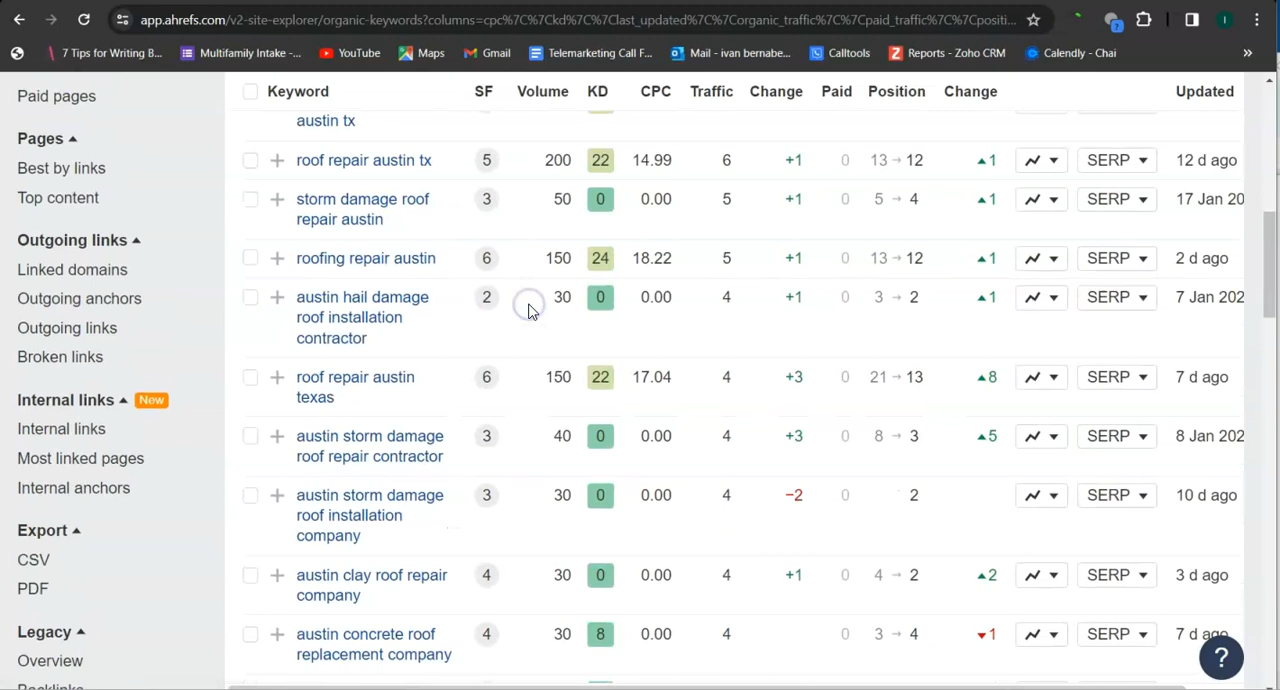 app.ahrefs.com/v2-site-explorer/organic-keywords?columns=cpc%7C%7Ckd%7C%7Clast_updated%7C%7Corganic_traffic%7C%7Cpaid_traffic%7C%7Cpositi...
7
I
7 Tips for Writing B... Multifamily Intake -... YouTube Maps Gmail Telemarketing Call F... Mail - ivan bernabe... Calltools Reports - Zoho CRM Calendly - Chai »
Paid pages
Pages
Best by links
Top content
Outgoing links
Linked domains
Outgoing anchors
Outgoing links
Broken links
Internal links New
Internal links
Most linked pages
Internal anchors
Export
CSV
PDF
Legacy
Overview
Keyword SF Volume KD CPC Traffic Change Paid Position Change Updated
austin tx
roof repair austin tx 5 200 22 14.99 6 +1 0 13 → 12 ▲1 SERP 12 d ago
storm damage roof 3 50 0 0.00 5 +1 0 5 → 4 ▲1 SERP 17 Jan 20
repair austin
roofing repair austin 6 150 24 18.22 5 +1 0 13 → 12 ▲1 SERP 2 d ago
austin hail damage 2 30 0 0.00 4 +1 0 3 → 2 ▲1 SERP 7 Jan 202
roof installation
contractor
roof repair austin 6 150 22 17.04 4 +3 0 21 → 13 ▲8 SERP 7 d ago
texas
austin storm damage 3 40 0 0.00 4 +3 0 8 → 3 ▲5 SERP 8 Jan 202
roof repair contractor
austin storm damage 3 30 0 0.00 4 −2 0 2 SERP 10 d ago
roof installation
company
austin clay roof repair 4 30 0 0.00 4 +1 0 4 → 2 ▲2 SERP 3 d ago
company
austin concrete roof 4 30 8 0.00 4 0 3 → 4 ▼1 SERP 7 d ago
replacement company
?